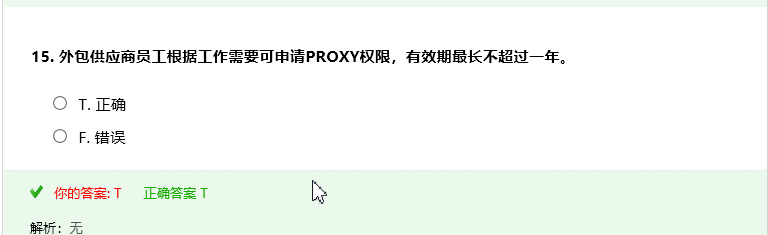 15. 外包供应商员工根据工作需要可申请PROXY权限，有效期最长不超过一年。
T. 正确
F. 错误
你的答案: T 正确答案 T
解析：无